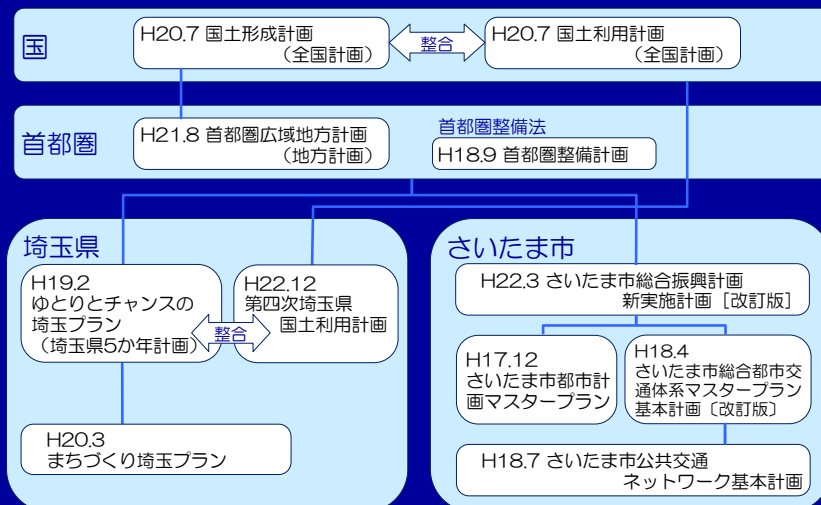 国
H20.7 国土形成計画
（全国計画）
整合
H20.7 国土利用計画
（全国計画）
首都圏
H21.8 首都圏広域地方計画
（地方計画）
首都圏整備法
H18.9 首都圏整備計画
埼玉県
H19.2
ゆとりとチャンスの
埼玉プラン
（埼玉県5か年計画）
整合
H22.12
第四次埼玉県
国土利用計画
H20.3
まちづくり埼玉プラン
さいたま市
H22.3 さいたま市総合振興計画
新実施計画［改訂版］
H17.12
さいたま市都市計
画マスタープラン
H18.4
さいたま市総合都市交
通体系マスタープラン
基本計画〔改訂版〕
H18.7 さいたま市公共交通
ネットワーク基本計画